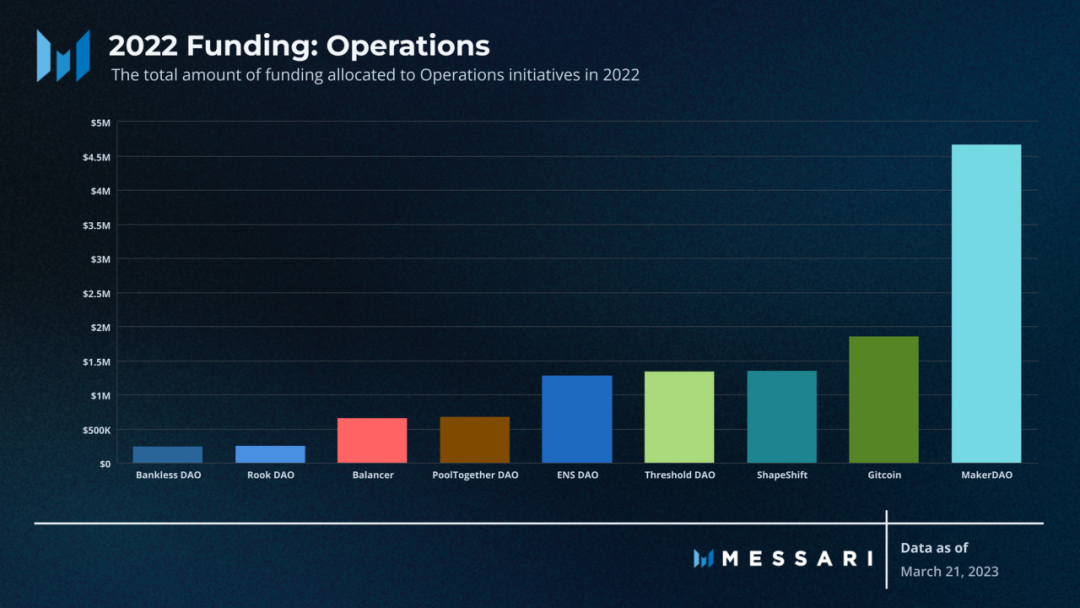 2022 Funding: Operations
The total amount of funding allocated to Operations initiatives in 2022
$5M
$4.5M
$4M
$3.5M
$3M
$2.5M
$2M
$1.5M
$1M
$500K
$0
Bankless DAO
Rook DAO
Balancer
PoolTogether DAO
ENS DAO
Threshold DAO
ShapeShift
Gitcoin
MakerDAO
MESSARI
Data as of
March 21, 2023